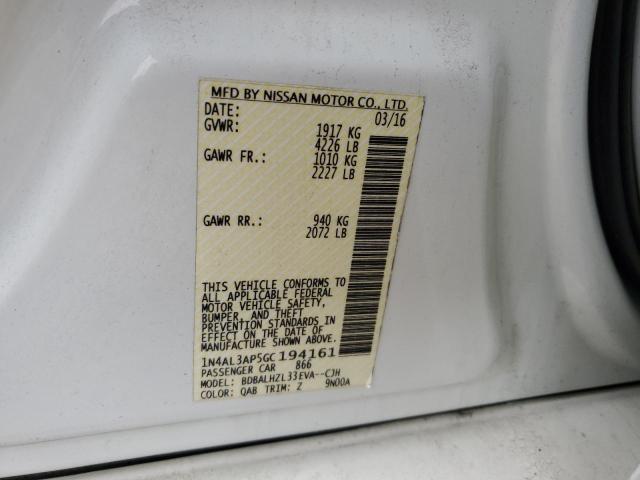 MFD BY NISSAN MOTOR CO., LTD.
DATE: 03/16
GVWR: 1917 KG
4226 LB
GAWR FR.: 1010 KG
2227 LB
GAWR RR.: 940 KG
2072 LB
THIS VEHICLE CONFORMS TO
ALL APPLICABLE FEDERAL
MOTOR VEHICLE SAFETY,
BUMPER, AND THEFT
PREVENTION STANDARDS IN
EFFECT ON THE DATE OF
MANUFACTURE SHOWN ABOVE.
1N4AL3AP5GC194161
PASSENGER CAR 866
MODEL: BDBALHZL33EVA--CJH
COLOR: QAB TRIM: Z 9N00A